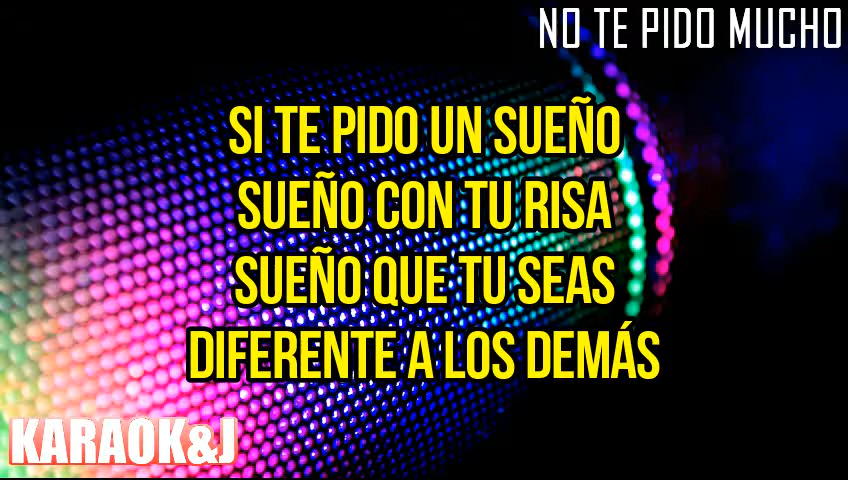 NO TE PIDO MUCHO
SI TE PIDO UN SUEÑO
SUEÑO CON TU RISA
SUEÑO QUE TU SEAS
DIFERENTE A LOS DEMÁS
KARAOK&J